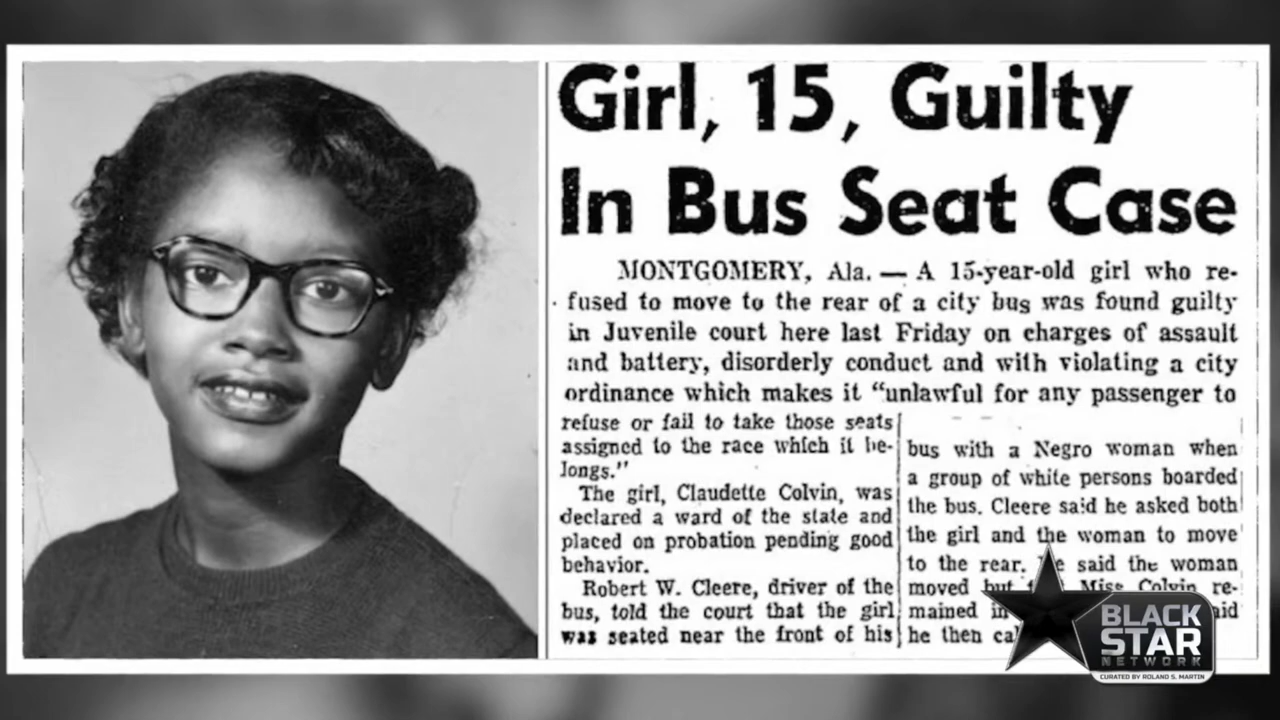 Girl, 15, Guilty
In Bus Seat Case
MONTGOMERY, Ala. — A 15-year-old girl who re-
fused to move to the rear of a city bus was found guilty
in Juvenile court here last Friday on charges of assault
and battery, disorderly conduct and with violating a city
ordinance which makes it "unlawful for any passenger to
refuse or fail to take those seats
assigned to the race which it be-
longs."
The girl, Claudette Colvin, was
declared a ward of the state and
placed on probation pending good
behavior.
Robert W. Cleere, driver of the
bus, told the court that the girl
was seated near the front of his
bus with a Negro woman when
a group of white persons boarded
the bus. Cleere said he asked both
the girl and the woman to move
to the rear. said the woman
moved but Miss Colvin re-
mained in
he then
BLACK
STAR
NETWORK
CURATED BY ROLAND S. MARTIN